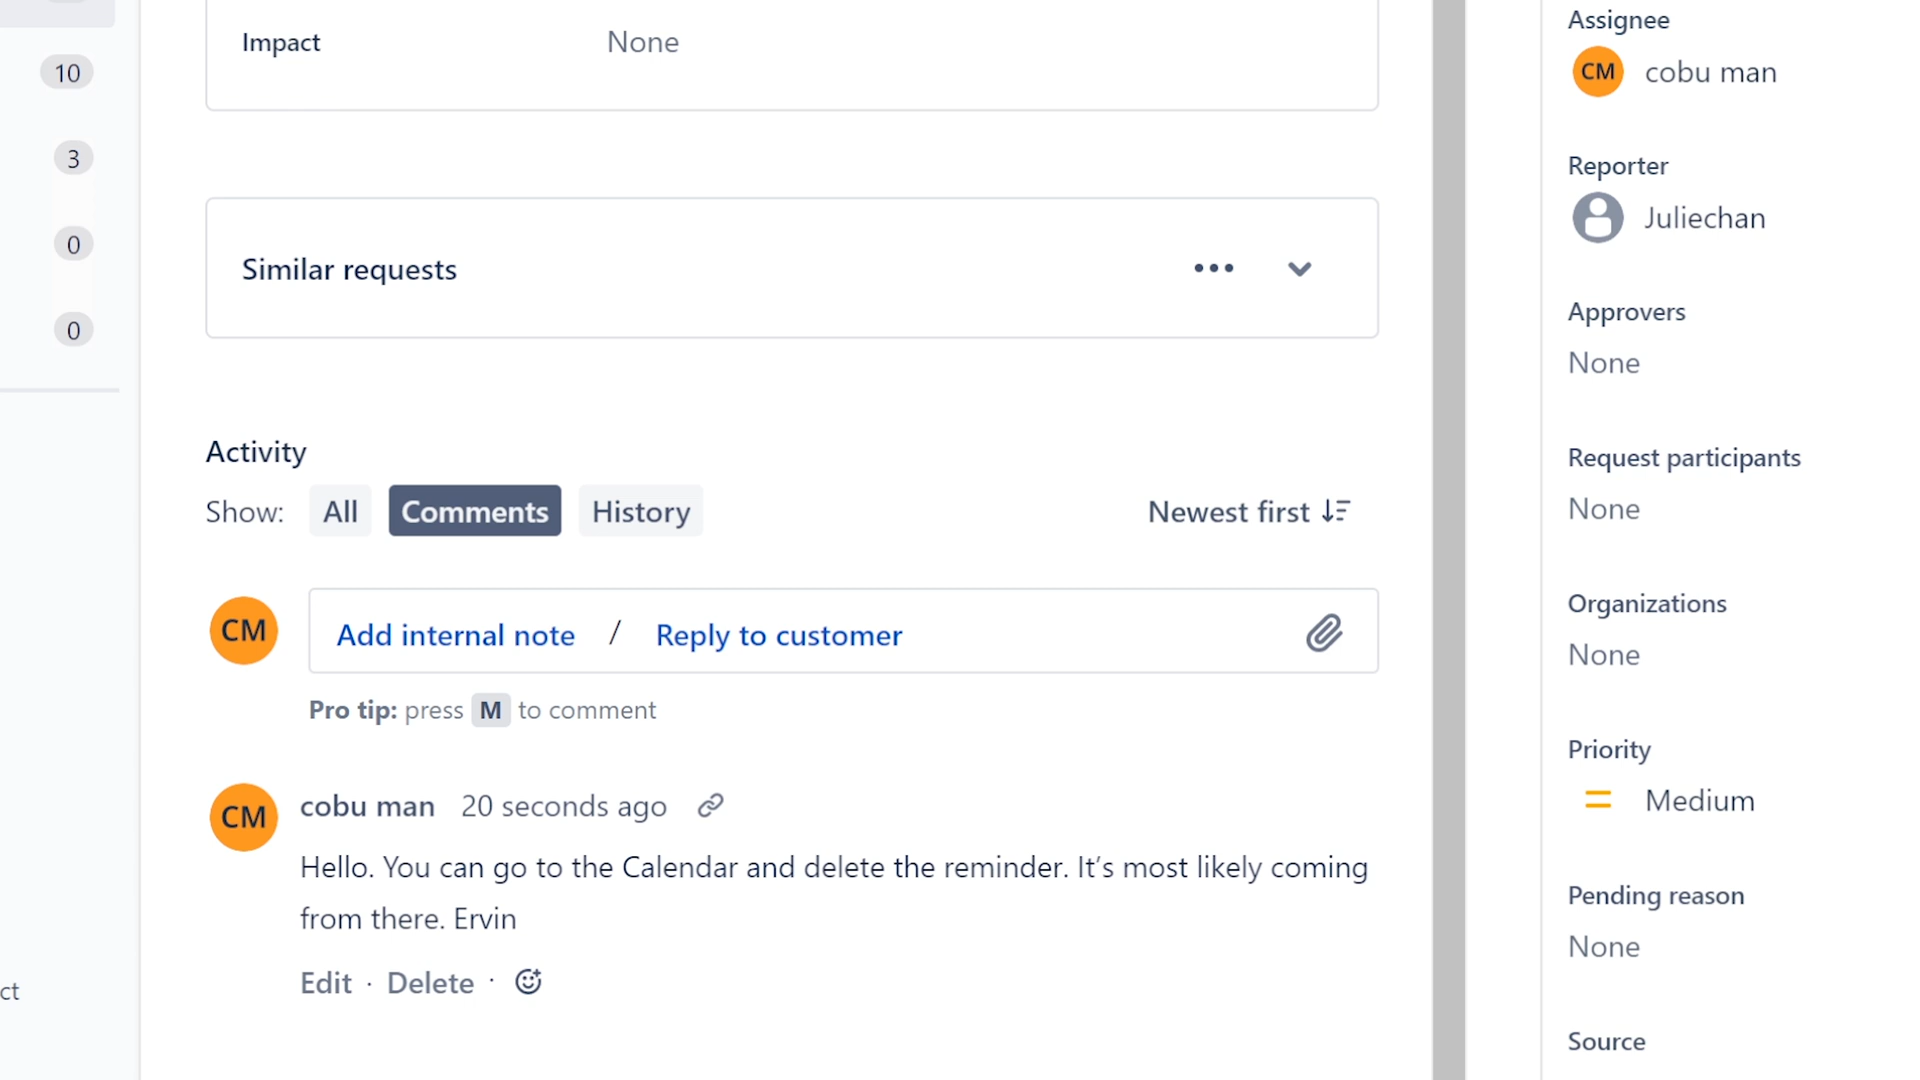 Impact None
10
3
0
0
Similar requests
Activity
Show: All Comments History Newest first
CM Add internal note / Reply to customer
Pro tip: press M to comment
CM cobu man 20 seconds ago
Hello. You can go to the Calendar and delete the reminder. It's most likely coming
from there. Ervin
Edit · Delete ·
ct
Assignee
CM cobu man
Reporter
Juliechan
Approvers
None
Request participants
None
Organizations
None
Priority
Medium
Pending reason
None
Source